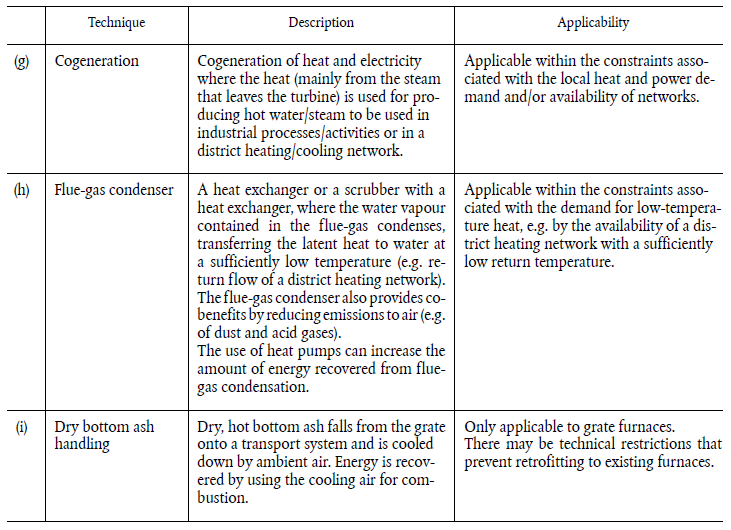 Technique Description Applicability
(g) Cogeneration Cogeneration of heat and electricity Applicable within the constraints asso-
where the heat (mainly from the steam ciated with the local heat and power de-
that leaves the turbine) is used for pro- mand and/or availability of networks.
ducing hot water/steam to be used in
industrial processes/activities or in a
district heating/cooling network.
(h) Flue-gas condenser A heat exchanger or a scrubber with a Applicable within the constraints asso-
heat exchanger, where the water vapour ciated with the demand for low-tempera-
contained in the flue-gas condenses, ture heat, e.g. by the availability of a dis-
transferring the latent heat to water at trict heating network with a sufficiently
a sufficiently low temperature (e.g. re- low return temperature.
turn flow of a district heating network).
The flue-gas condenser also provides co-
benefits by reducing emissions to air (e.g.
of dust and acid gases).
The use of heat pumps can increase the
amount of energy recovered from flue-
gas condensation.
(i) Dry bottom ash Dry, hot bottom ash falls from the grate Only applicable to grate furnaces.
handling onto a transport system and is cooled There may be technical restrictions that
down by ambient air. Energy is recov- prevent retrofitting to existing furnaces.
ered by using the cooling air for com-
bustion.